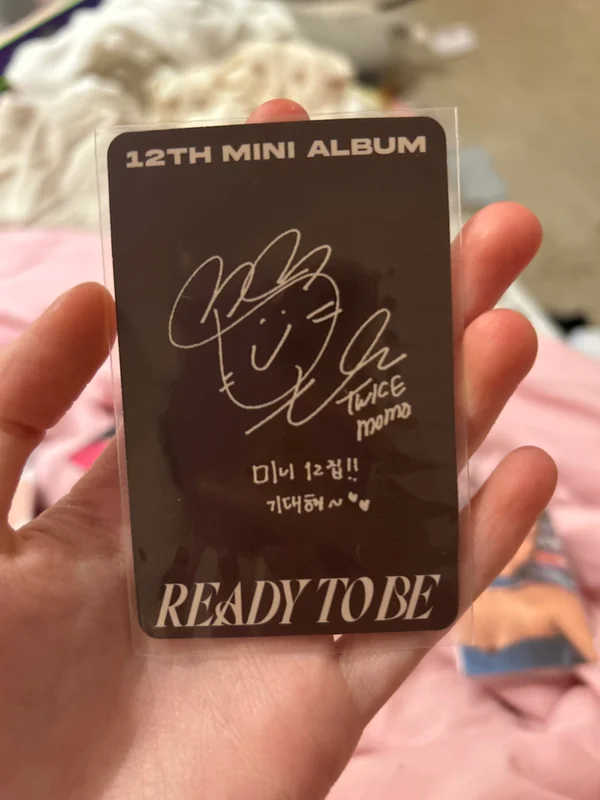 12TH MINI ALBUM
TWICE
momo
미니 12집!!
기대해~
READY TO BE